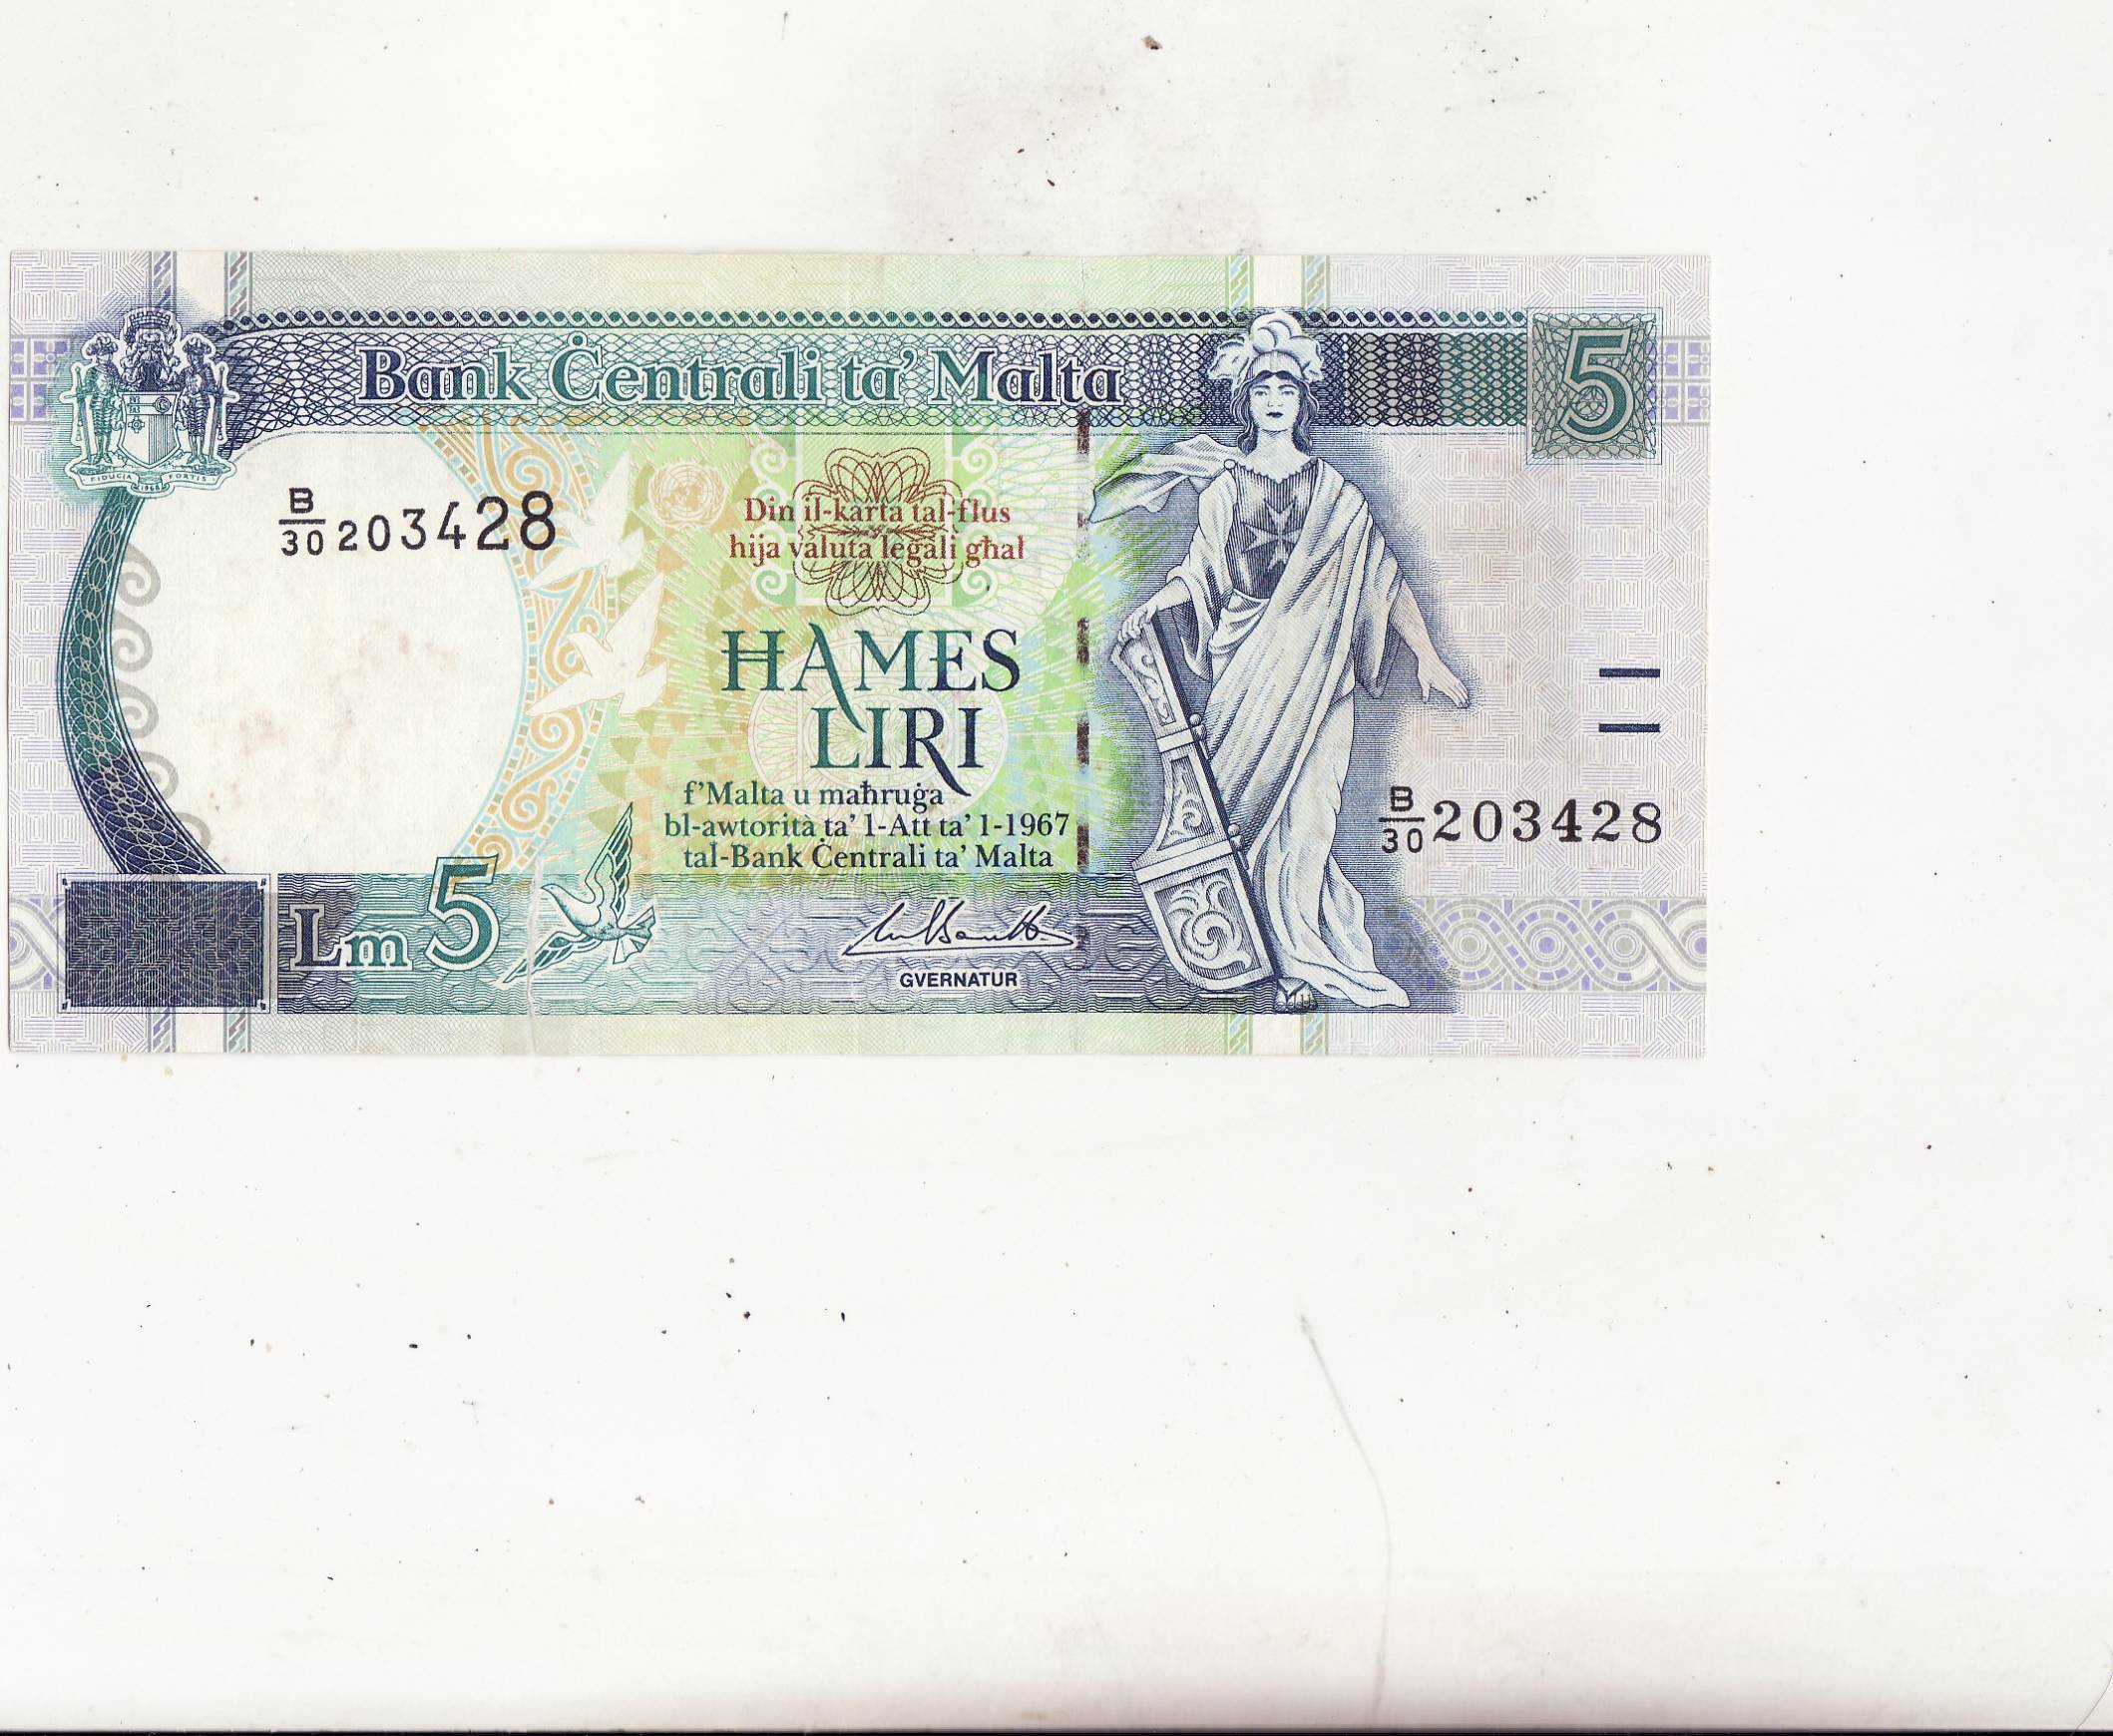 Bank Ċentrali ta' Malta
5
FIDUCIA 1988 FORTIS
B/30 203428
Din il-karta tal-flus
hija valuta legali għal
ĦAMES
LIRI
f'Malta u maħruġa
bl-awtorità ta' l-Att ta' l-1967
tal-Bank Ċentrali ta' Malta
B/30 203428
Lm 5
GVERNATUR